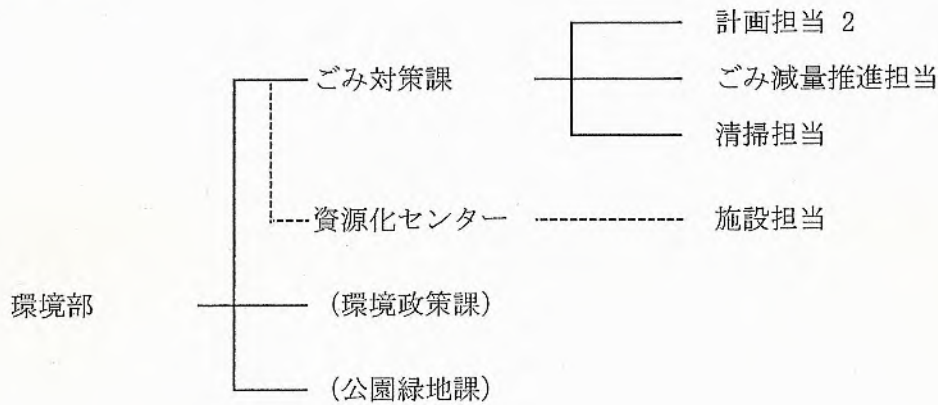 計画担当 2
ごみ対策課
ごみ減量推進担当
清掃担当
資源化センター
施設担当
環境部
(環境政策課)
(公園緑地課)